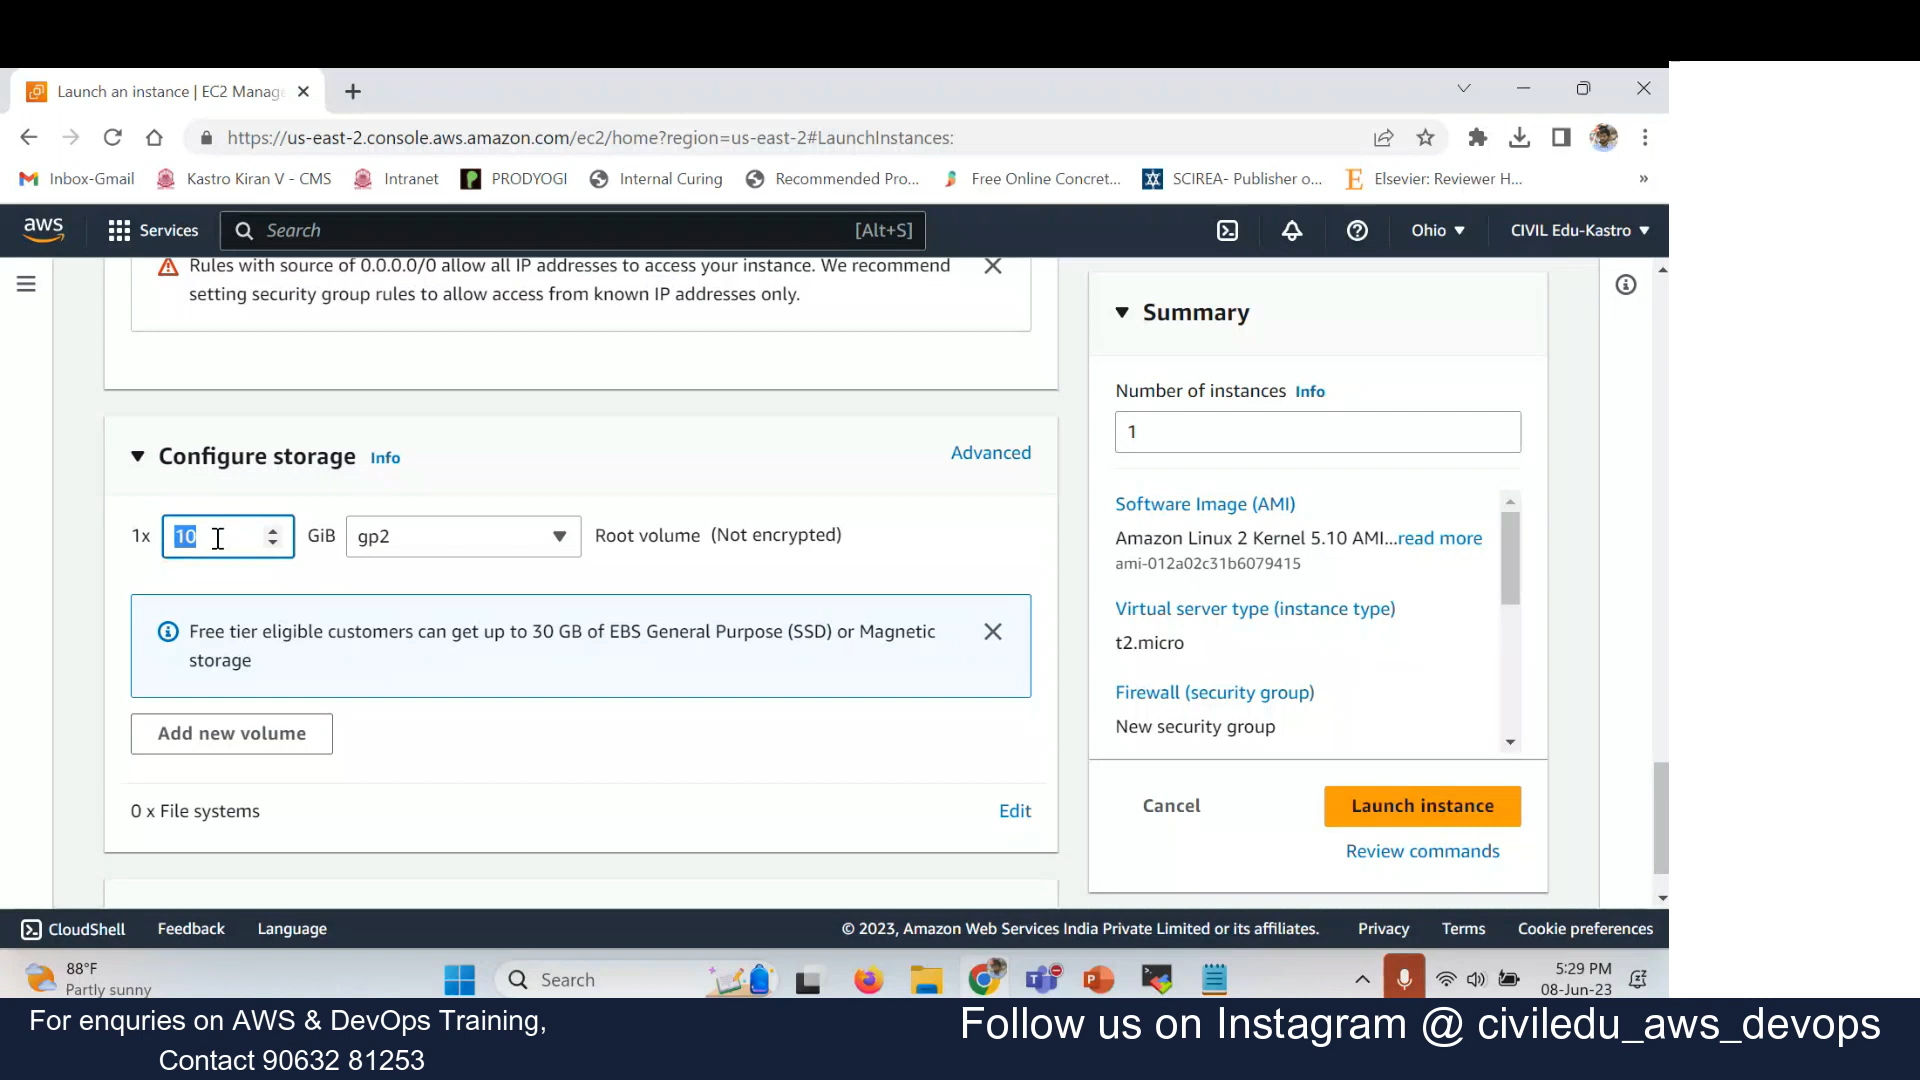 Launch an instance | EC2 Manage
https://us-east-2.console.aws.amazon.com/ec2/home?region=us-east-2#LaunchInstances:
Inbox-Gmail Kastro Kiran V - CMS Intranet PRODYOGI Internal Curing Recommended Pro... Free Online Concret... SCIREA- Publisher o... Elsevier: Reviewer H... »
aws Services Search [Alt+S] Ohio CIVIL Edu-Kastro
Rules with source of 0.0.0.0/0 allow all IP addresses to access your instance. We recommend
setting security group rules to allow access from known IP addresses only.
Configure storage Info Advanced
1x 10 GiB gp2 Root volume (Not encrypted)
Free tier eligible customers can get up to 30 GB of EBS General Purpose (SSD) or Magnetic
storage
Add new volume
0 x File systems Edit
Summary
Number of instances Info
1
Software Image (AMI)
Amazon Linux 2 Kernel 5.10 AMI...read more
ami-012a02c31b6079415
Virtual server type (instance type)
t2.micro
Firewall (security group)
New security group
Cancel Launch instance
Review commands
CloudShell Feedback Language © 2023, Amazon Web Services India Private Limited or its affiliates. Privacy Terms Cookie preferences
88°F
Partly sunny
Search
5:29 PM
08-Jun-23
For enquries on AWS & DevOps Training,
Contact 90632 81253
Follow us on Instagram @ civiledu_aws_devops